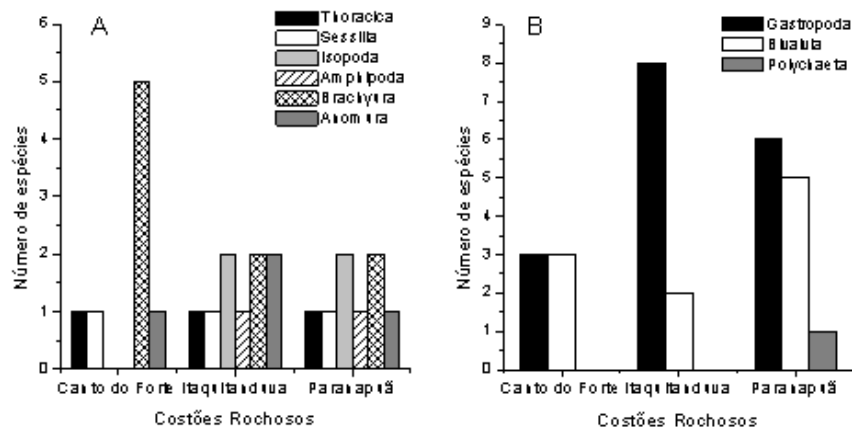 A
Número de espécies
6
5
4
3
2
1
0
Thoracica
Sessilia
Isopoda
Amphipoda
Brachyura
Anomura
Canto do Forte
Itaquitanduva
Paranapuã
Costões Rochosos
B
Número de espécies
9
8
7
6
5
4
3
2
1
0
Gastropoda
Bivalvia
Polychaeta
Canto do Forte
Itaquitanduva
Paranapuã
Costões Rochosos